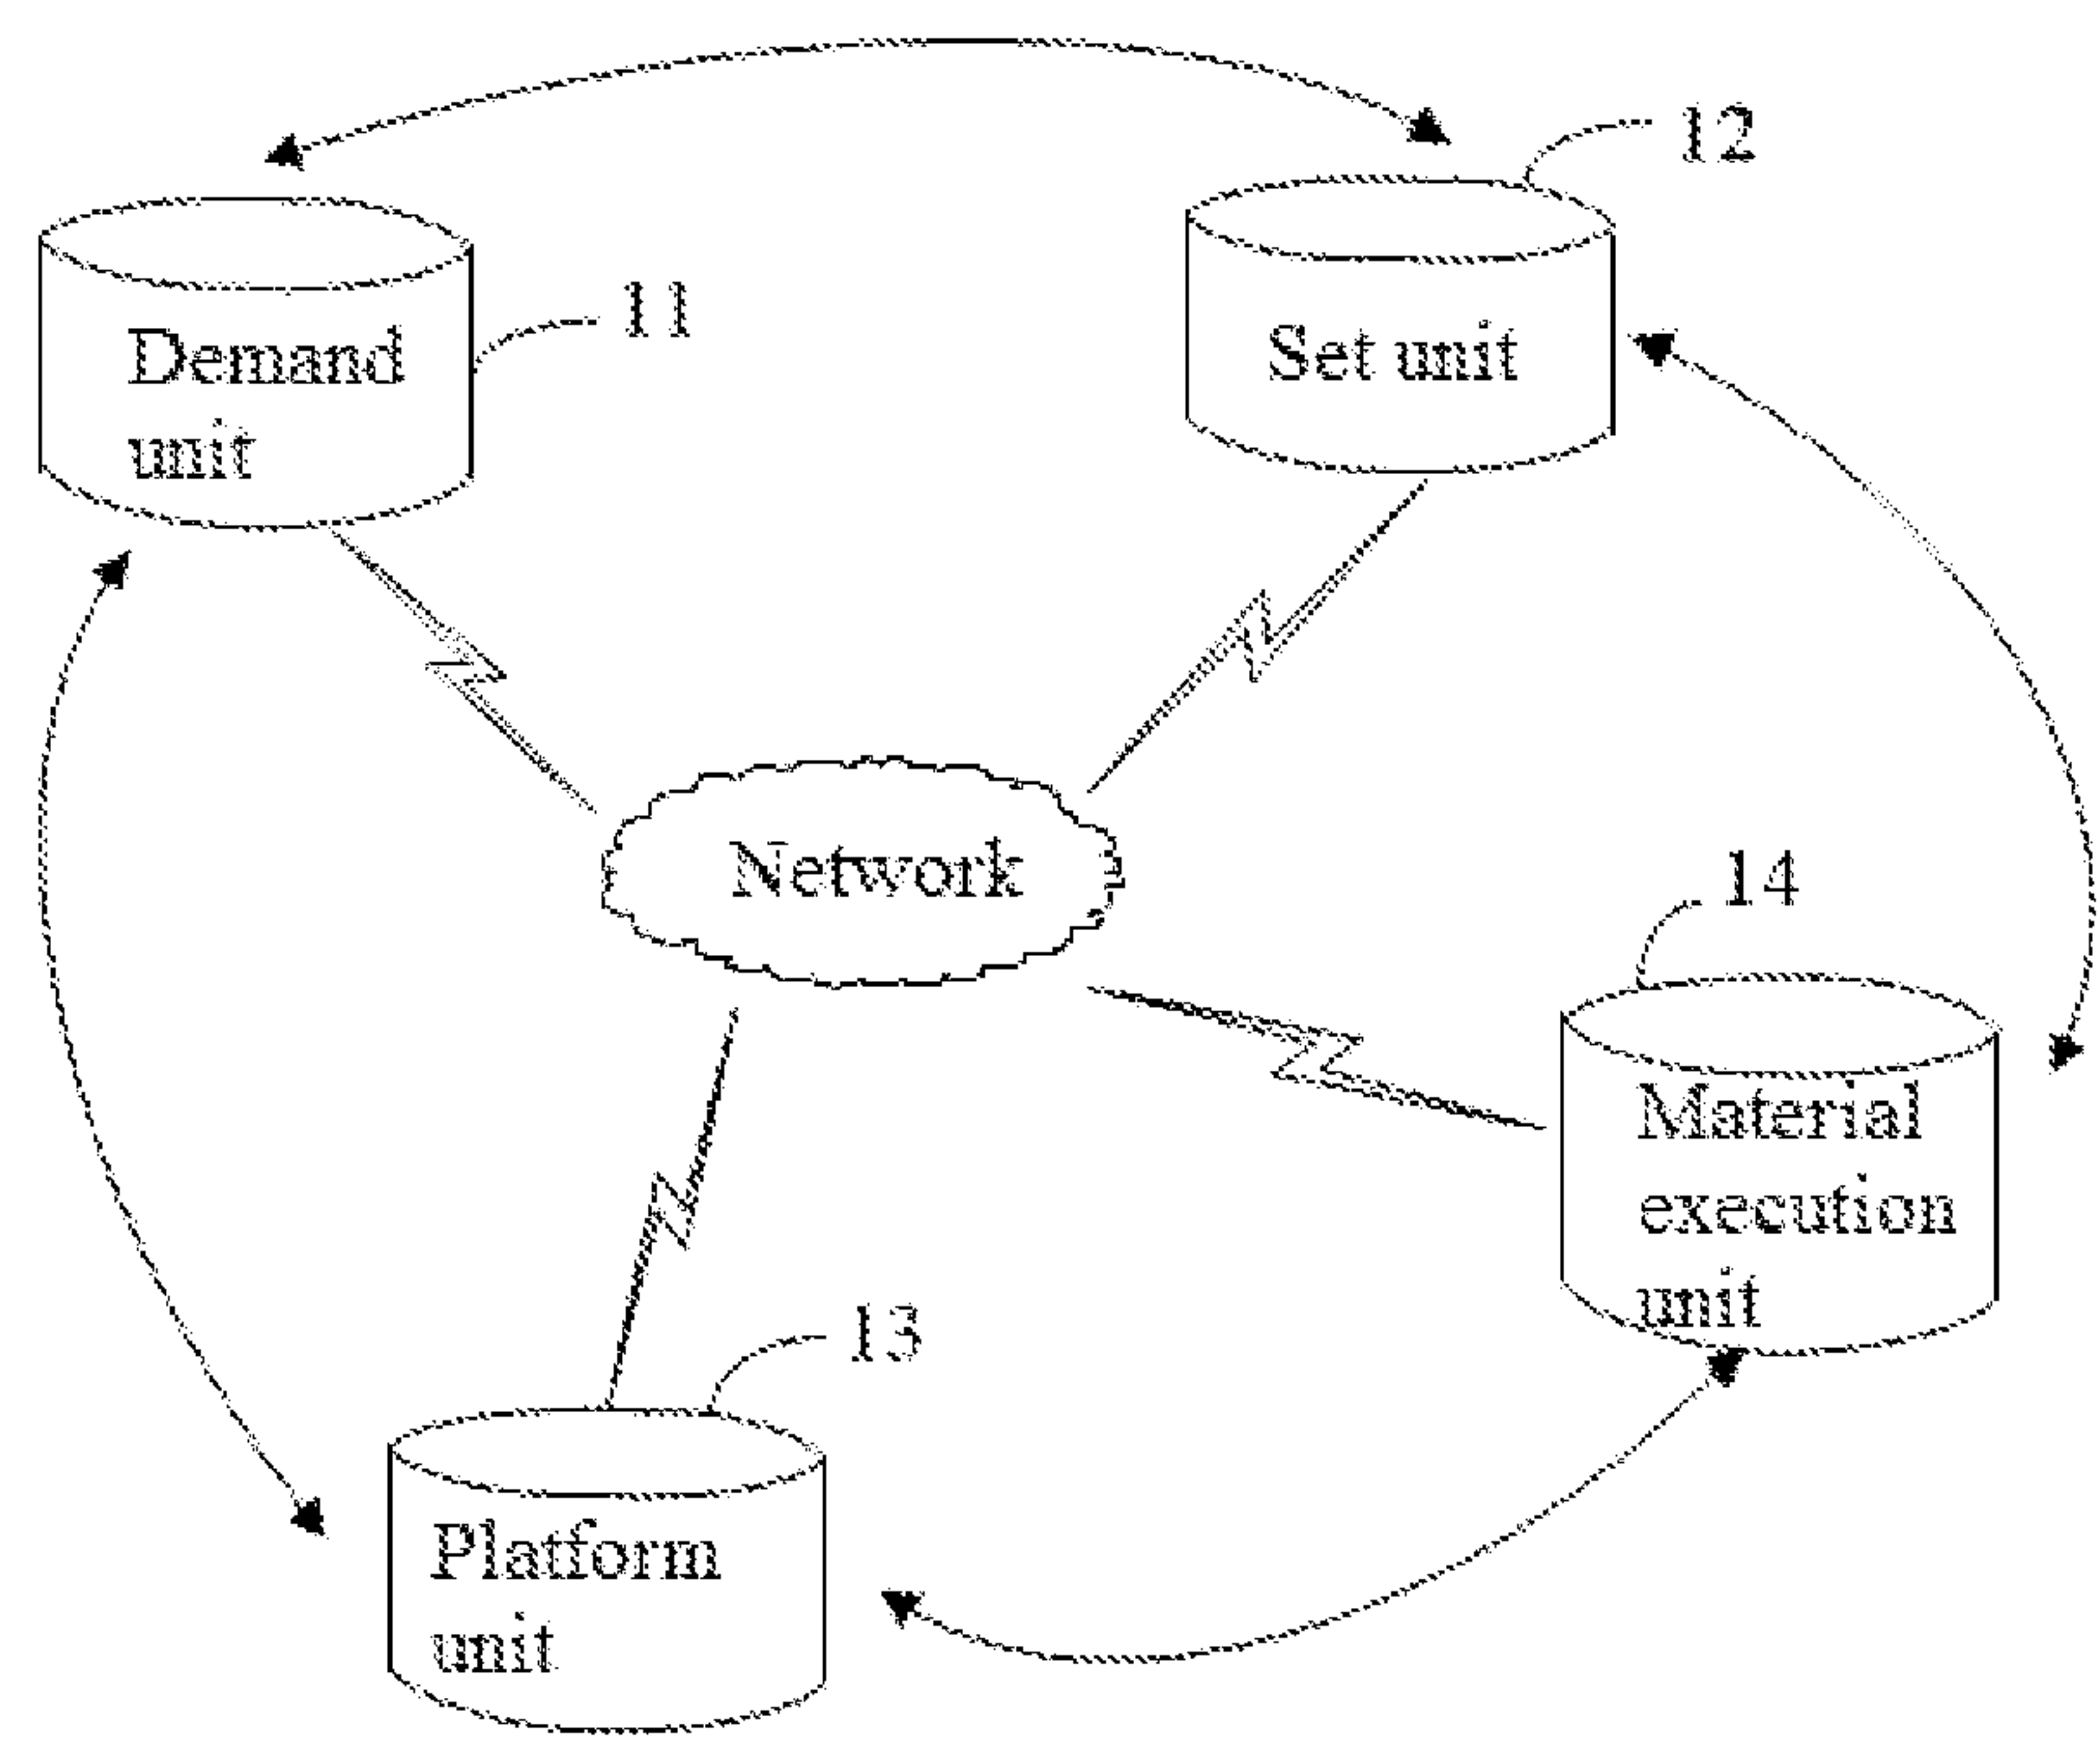 12
11
Demand
unit
Set unit
Network
14
Material
execution
unit
13
Platform
unit